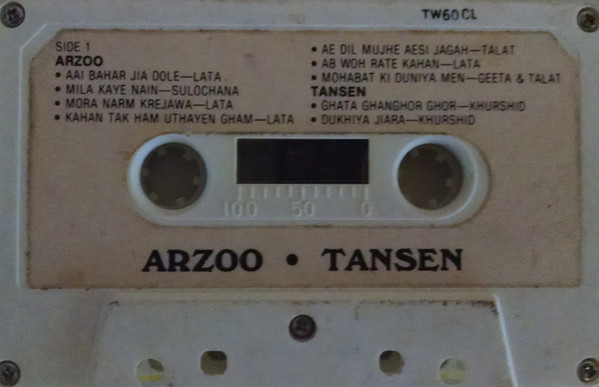 TW60CL
SIDE 1
ARZOO
• AAI BAHAR JIA DOLE—LATA
• MILA KAYE NAIN—SULOCHANA
• MORA NARM KREJAWA—LATA
• KAHAN TAK HAM UTHAYEN GHAM—LATA
• AE DIL MUJHE AESI JAGAH—TALAT
• AB WOH RATE KAHAN—LATA
• MOHABAT KI DUNIYA MEN—GEETA & TALAT
TANSEN
• GHATA GHANGHOR GHOR—KHURSHID
• DUKHIYA JIARA—KHURSHID
100 50 0
ARZOO • TANSEN